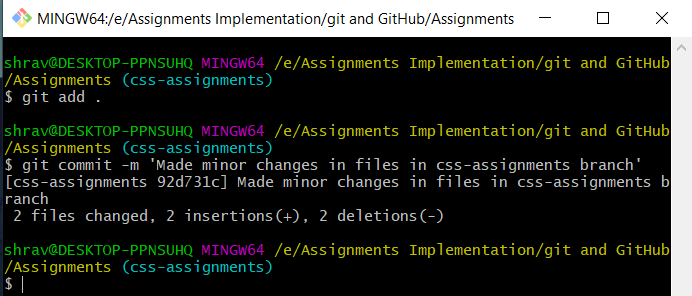 MINGW64:/e/Assignments Implementation/git and GitHub/Assignments
shrav@DESKTOP-PPNSUHQ MINGW64 /e/Assignments Implementation/git and GitHub
/Assignments (css-assignments)
$ git add .
shrav@DESKTOP-PPNSUHQ MINGW64 /e/Assignments Implementation/git and GitHub
/Assignments (css-assignments)
$ git commit -m 'Made minor changes in files in css-assignments branch'
[css-assignments 92d731c] Made minor changes in files in css-assignments b
ranch
 2 files changed, 2 insertions(+), 2 deletions(-)
shrav@DESKTOP-PPNSUHQ MINGW64 /e/Assignments Implementation/git and GitHub
/Assignments (css-assignments)
$